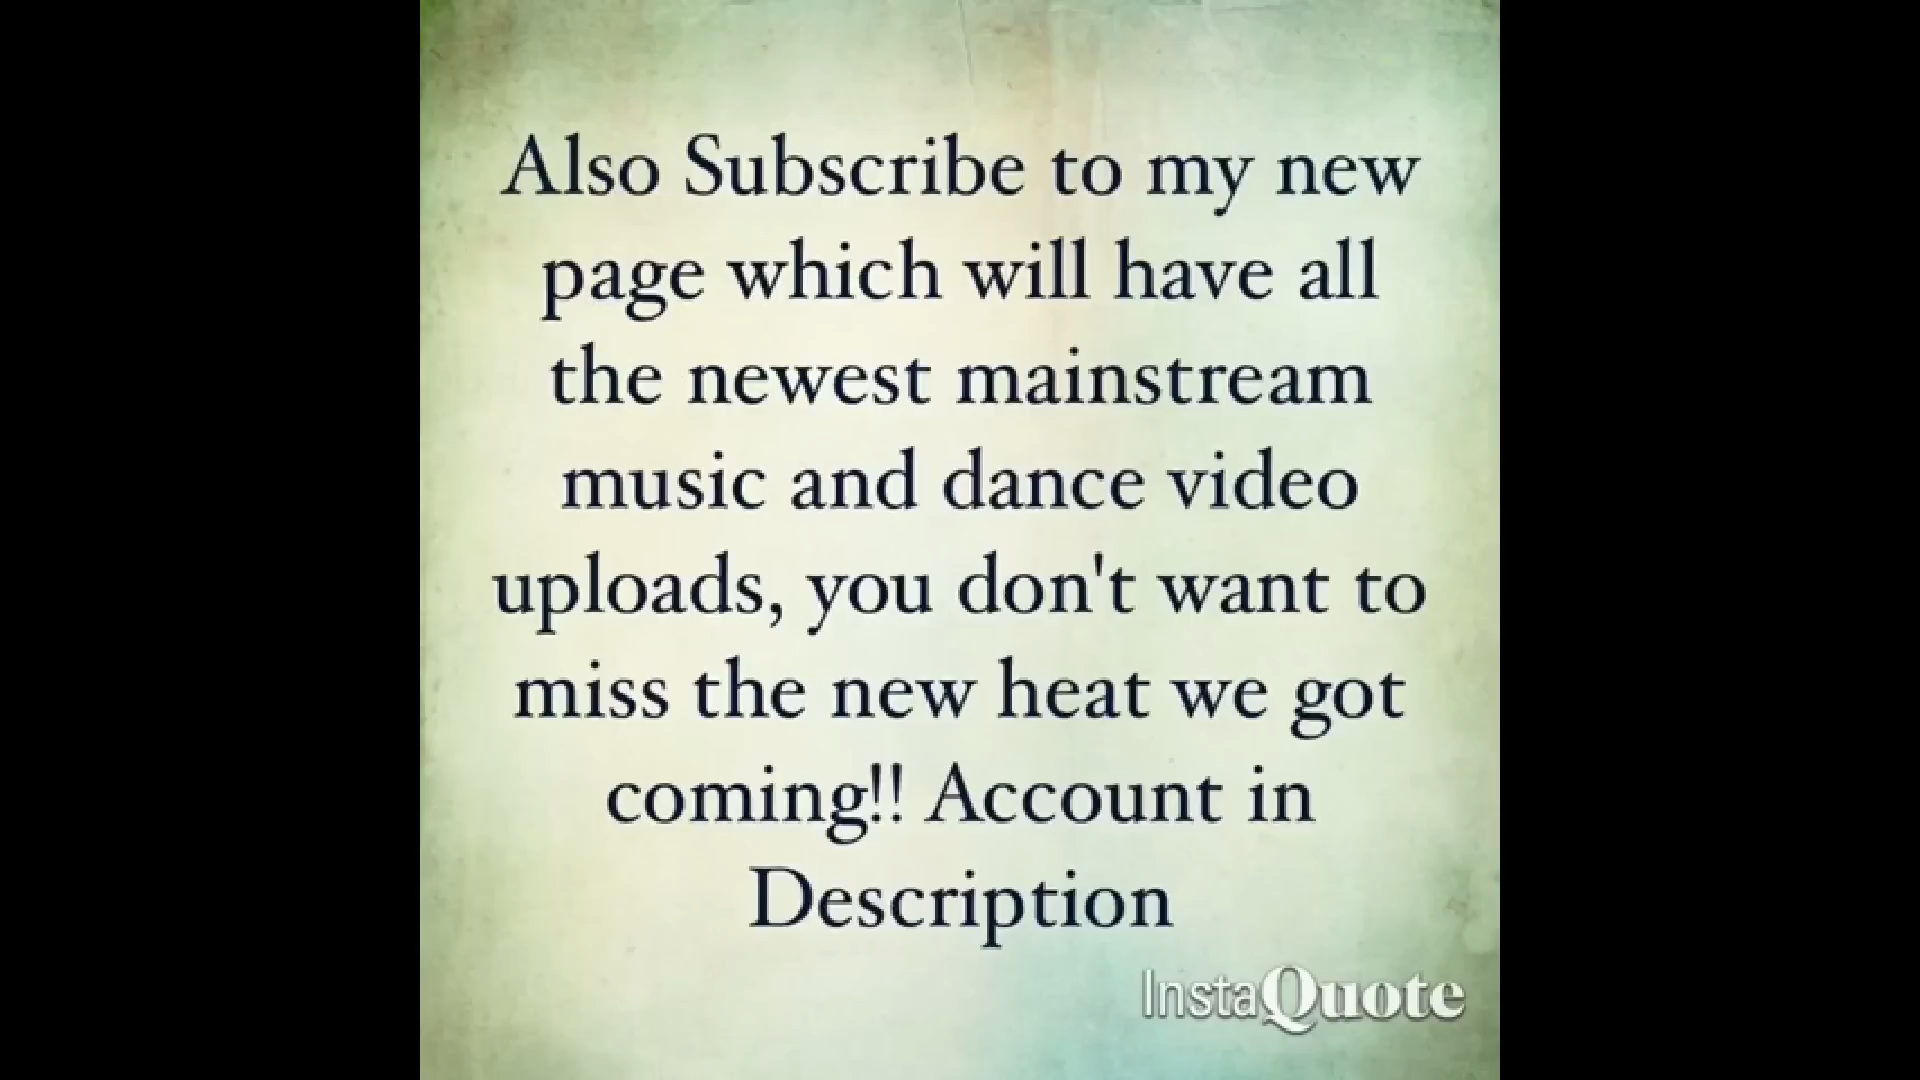 Also Subscribe to my new
page which will have all
the newest mainstream
music and dance video
uploads, you don't want to
miss the new heat we got
coming!! Account in
Description
InstaQuote